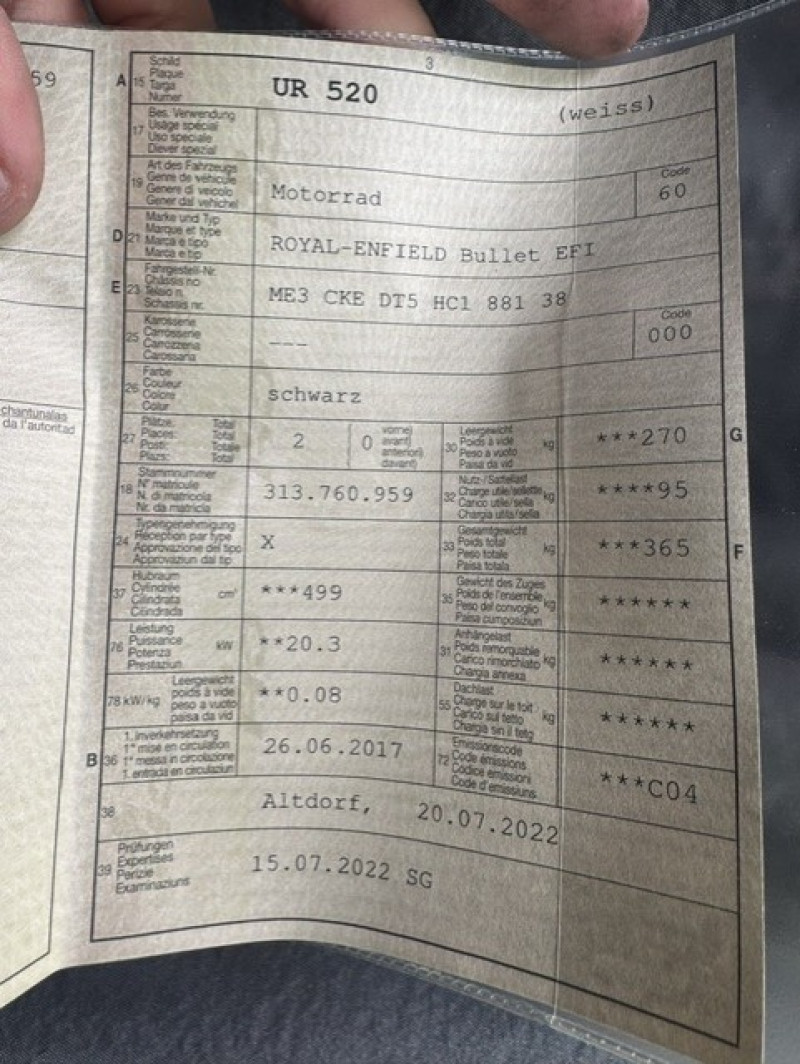 59
3
A 15 Schild Plaque Targa Numer UR 520 (weiss)
17 Bes. Verwendung Usage spécial Uso speciale Diever spezial
19 Art des Fahrzeugs Genre de véhicule Genere di veicolo Gener dal vehichel Motorrad Code 60
D 21 Marke und Typ Marque et type Marca e tipo Marca e tip ROYAL-ENFIELD Bullet EFI
E 23 Fahrgestell-Nr. Châssis no Telaio n. Schassis nr. ME3 CKE DT5 HC1 881 38
25 Karosserie Carrosserie Carrozzeria Carossaria --- Code 000
26 Farbe Couleur Colore Colur schwarz
chantunalas
da l'autoritad
27 Plätze: Total Places: Total Posti: Totale Plazs: Total 2 (0 vorne) avant) anteriori) davant)
30 Leergewicht Poids à vide Peso a vuoto Paisa da vid kg ***270 G
18 Stammnummer N° matricule N. di matricola Nr. da matricla 313.760.959
32 Nutz-/Sattellast Charge utile/sellette Carico utile/sella Chargia utila/sella kg ****95
24 Typengenehmigung Réception par type Approvazione del tipo Approvaziun dal tip X
33 Gesamtgewicht Poids total Peso totale Paisa totala kg ***365 F
37 Hubraum Cylindrée Cilindrata Cilindrada cm³ ***499
35 Gewicht des Zuges Poids de l'ensemble Peso del convoglio Paisa cumposiziun kg ******
76 Leistung Puissance Potenza Prestaziun kW **20.3
31 Anhängelast Poids remorquable Carico rimorchiato Chargia annexa kg ******
78 kW/kg Leergewicht poids à vide peso a vuoto paisa da vid **0.08
55 Dachlast Charge sur le toit Carico sul tetto Chargia sin il tetg kg ******
B 36 1. Inverkehrsetzung 1re mise en circulation 1a messa in circolazione 1. entrada en circulaziun 26.06.2017
72 Emissionscode Code émissions Codice emissioni Code d'emissiuns ***C04
38 Altdorf, 20.07.2022
39 Prüfungen Expertises Perizie Examinaziuns 15.07.2022 SG